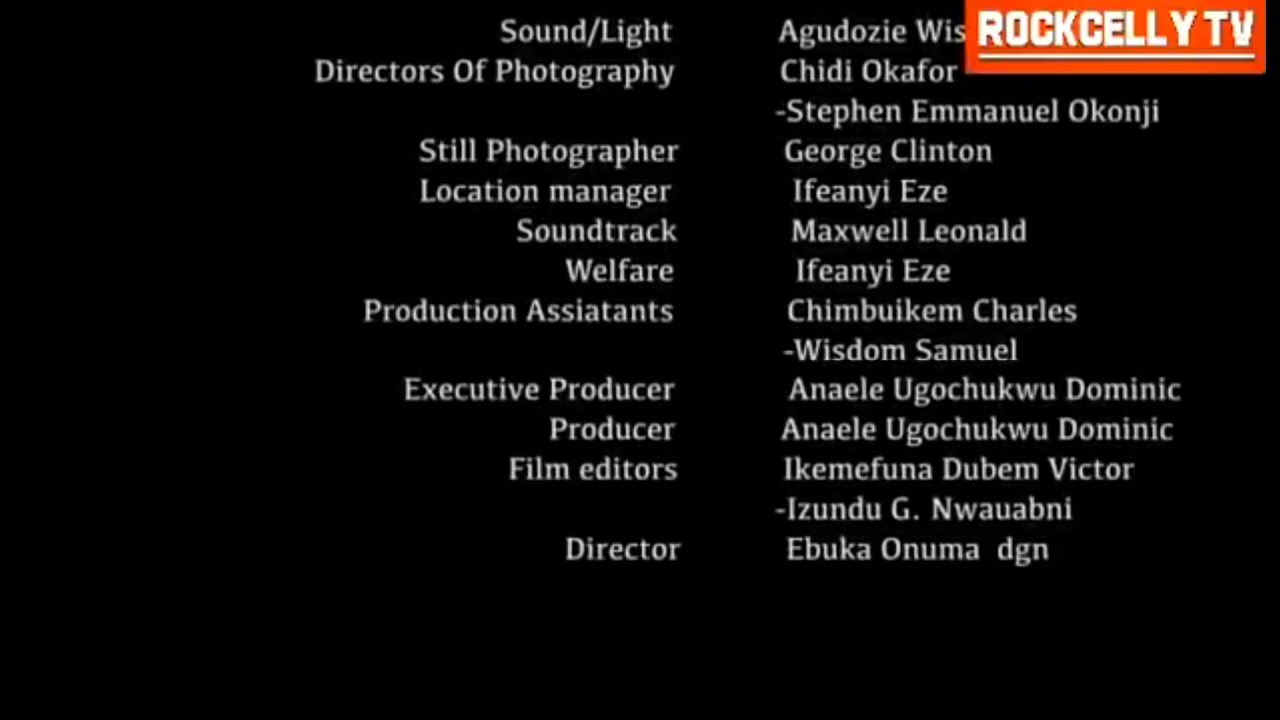 Sound/Light Agudozie
ROCKCELLY TV
Directors Of Photography Chidi Okafor
-Stephen Emmanuel Okonji
Still Photographer George Clinton
Location manager Ifeanyi Eze
Soundtrack Maxwell Leonald
Welfare Ifeanyi Eze
Production Assiatants Chimbuikem Charles
-Wisdom Samuel
Executive Producer Anaele Ugochukwu Dominic
Producer Anaele Ugochukwu Dominic
Film editors Ikemefuna Dubem Victor
-Izundu G. Nwauabni
Director Ebuka Onuma dgn